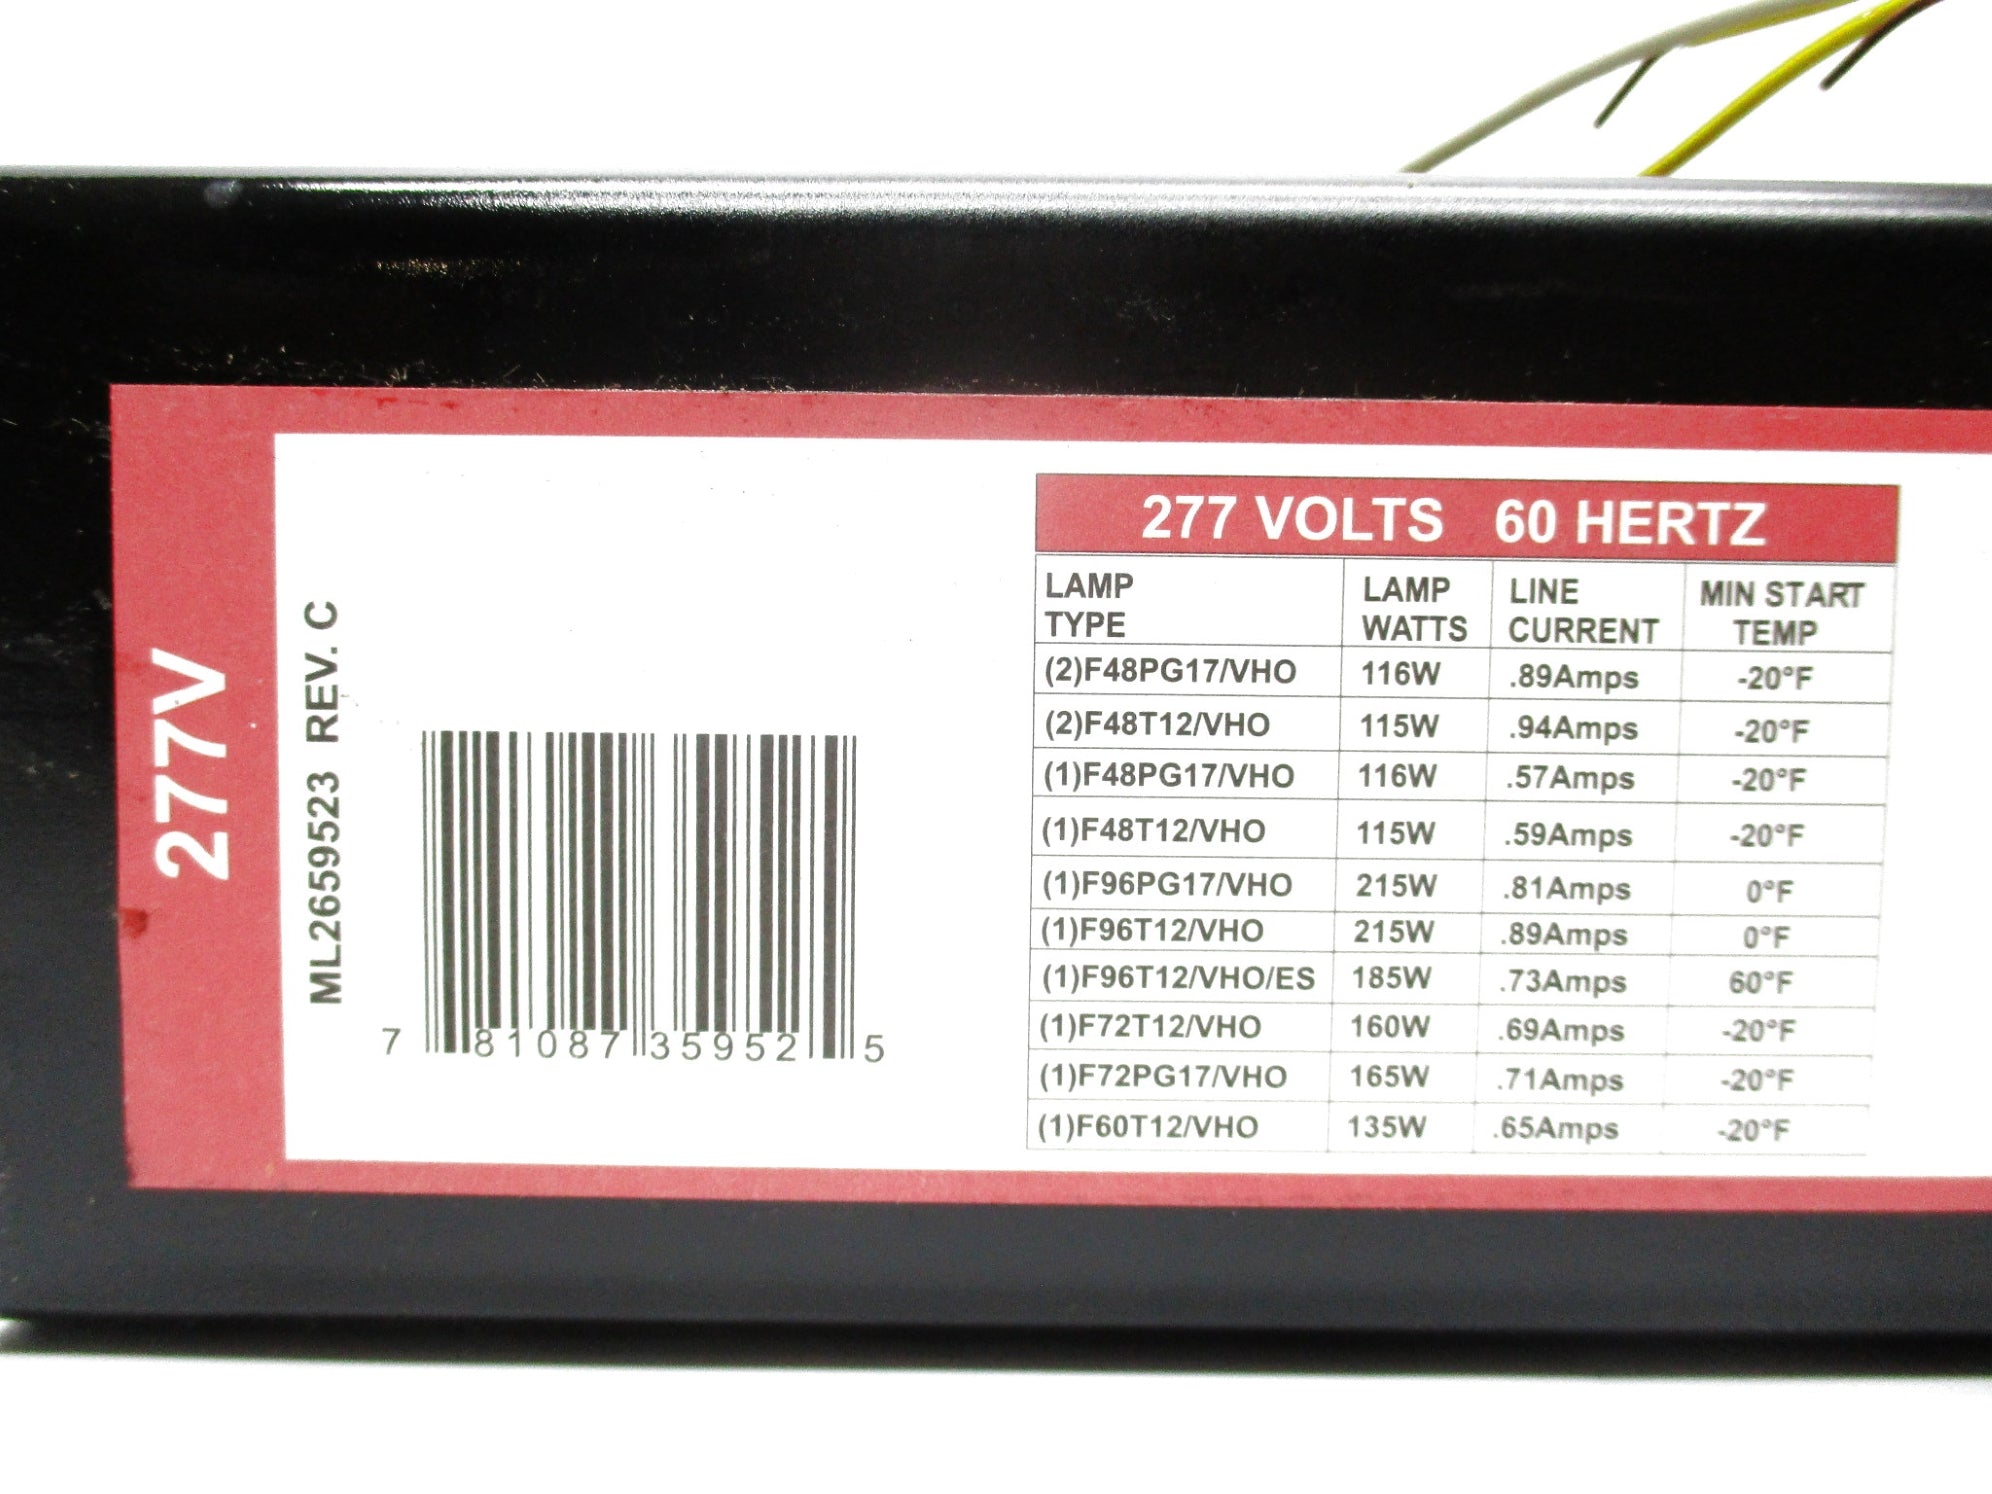 277V
ML2659523 REV. C
7 81087 35952 5
277 VOLTS 60 HERTZ
LAMP TYPE LAMP WATTS LINE CURRENT MIN START TEMP
(2)F48PG17/VHO 116W .89Amps -20°F
(2)F48T12/VHO 115W .94Amps -20°F
(1)F48PG17/VHO 116W .57Amps -20°F
(1)F48T12/VHO 115W .59Amps -20°F
(1)F96PG17/VHO 215W .81Amps 0°F
(1)F96T12/VHO 215W .89Amps 0°F
(1)F96T12/VHO/ES 185W .73Amps 60°F
(1)F72T12/VHO 160W .69Amps -20°F
(1)F72PG17/VHO 165W .71Amps -20°F
(1)F60T12/VHO 135W .65Amps -20°F